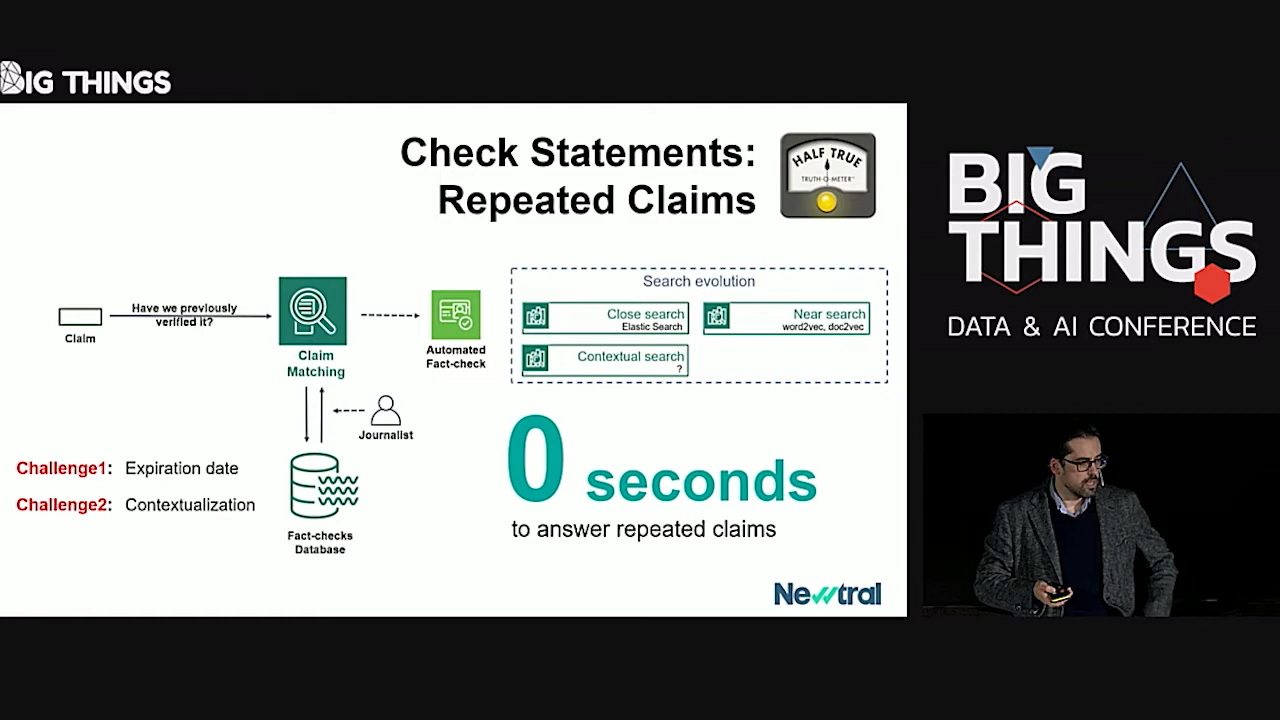 BIG THINGS
Check Statements:
Repeated Claims
HALF TRUE
TRUTH-O-METER™
Have we previously
verified it?
Claim
Claim
Matching
Automated
Fact-check
Journalist
Fact-checks
Database
Challenge1: Expiration date
Challenge2: Contextualization
Search evolution
Close search
Elastic Search
Near search
word2vec, doc2vec
Contextual search
?
0 seconds
to answer repeated claims
Newtral
BIG
THINGS
DATA & AI CONFERENCE